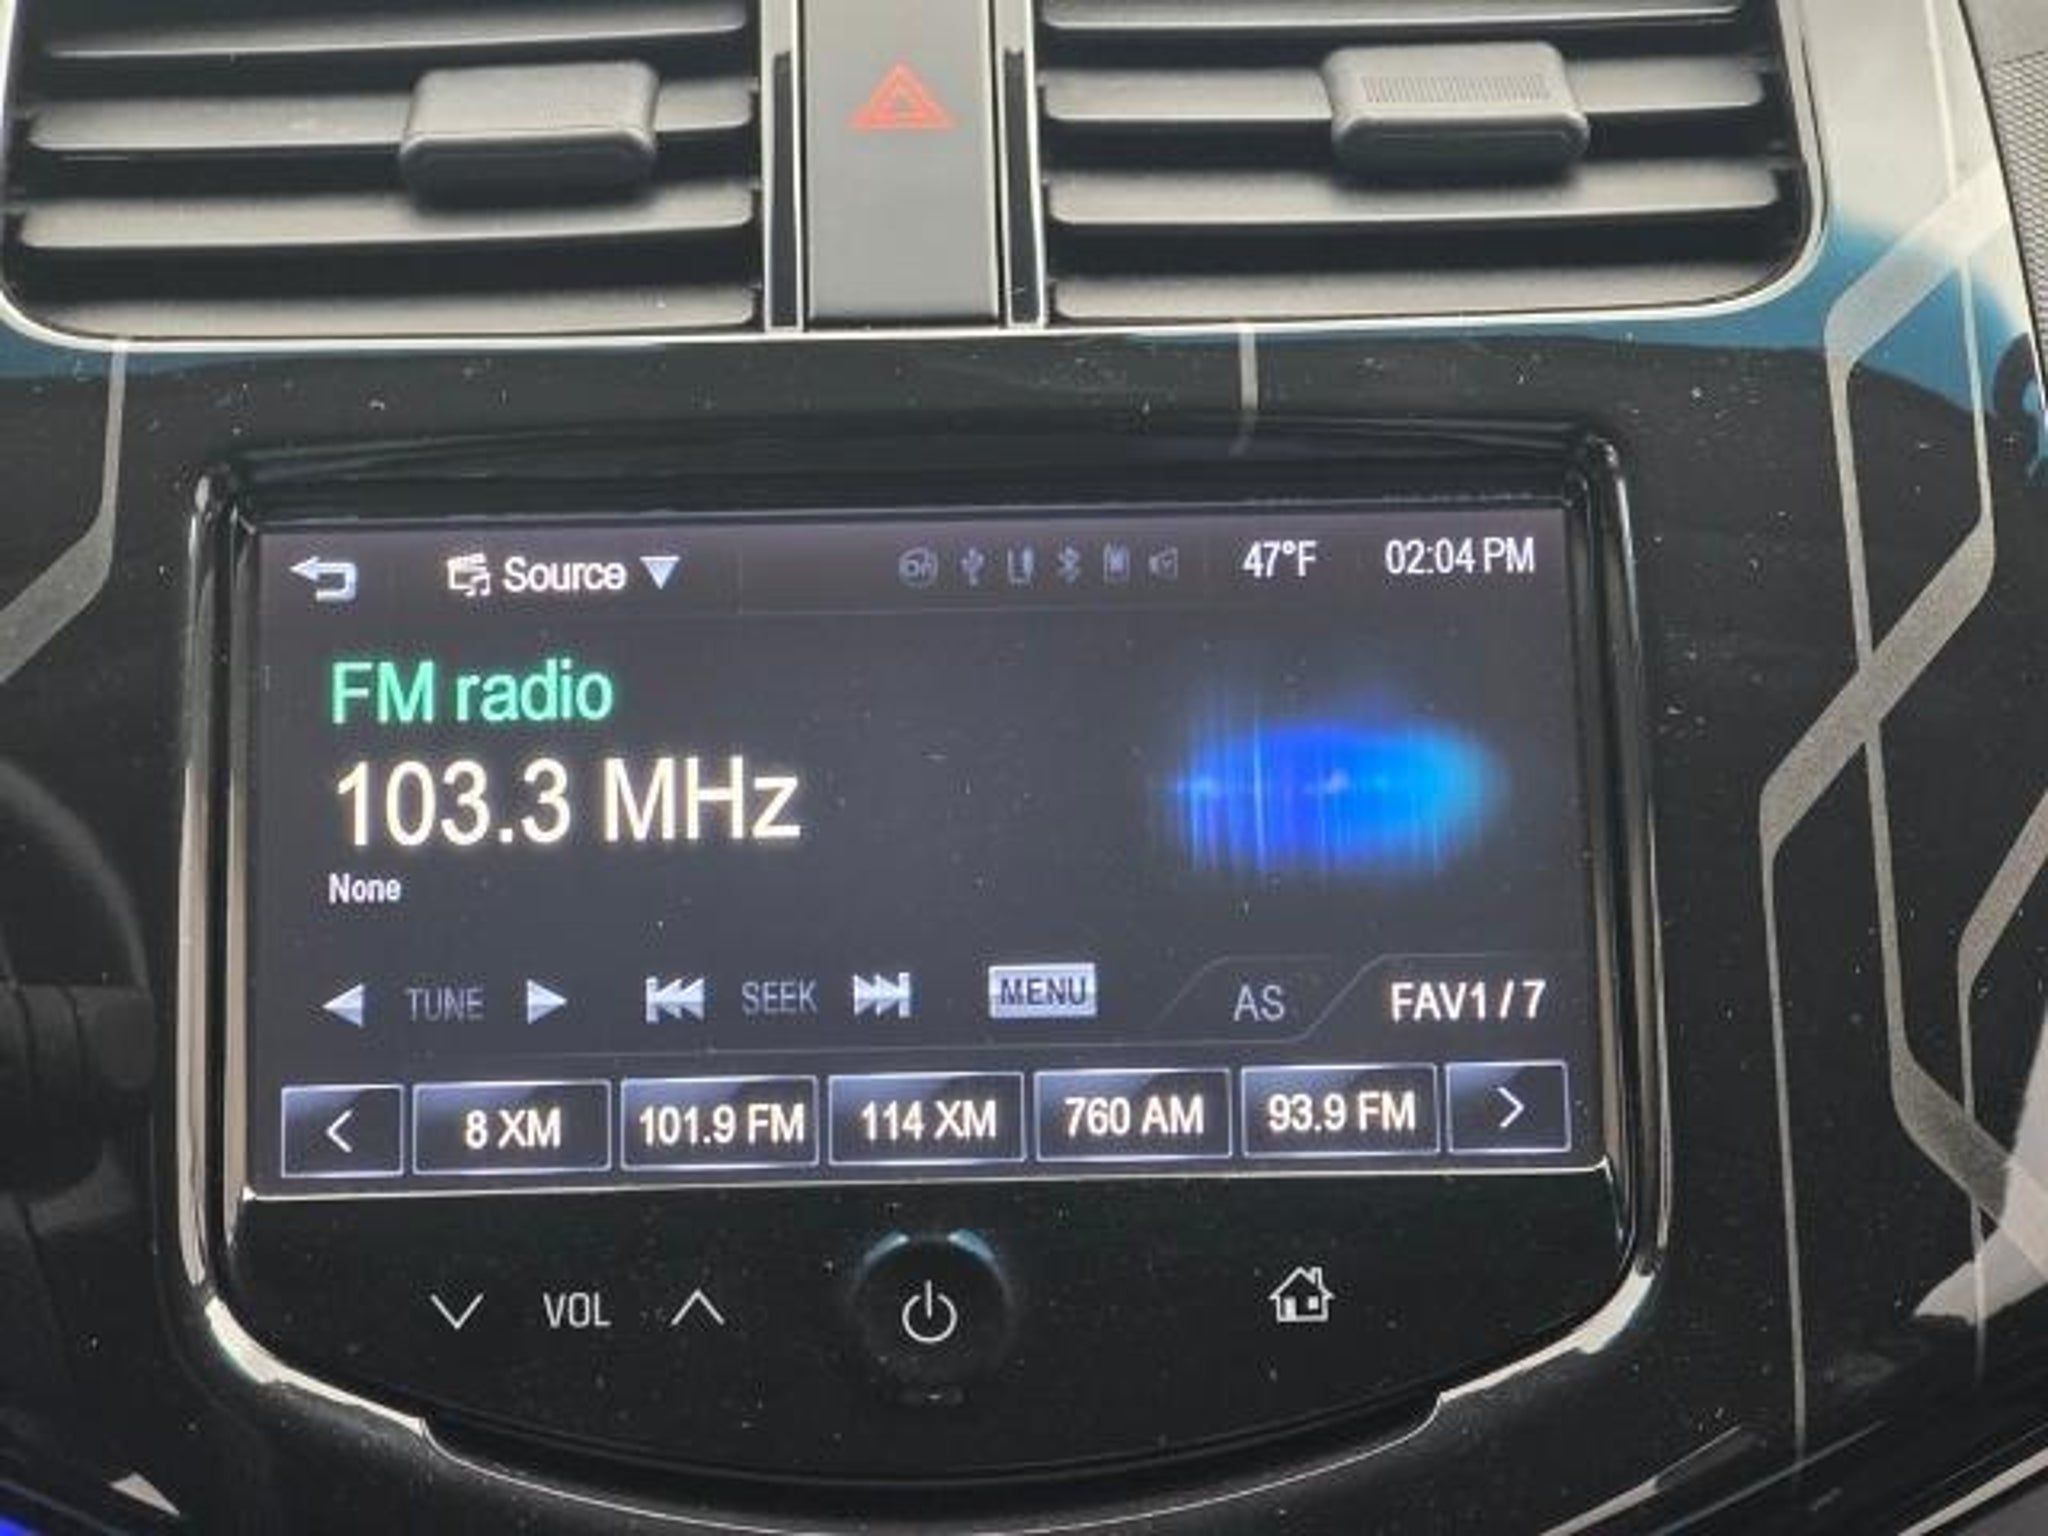 Source 47°F 02:04 PM
FM radio
103.3 MHz
None
TUNE SEEK MENU AS FAV1 / 7
< 8 XM 101.9 FM 114 XM 760 AM 93.9 FM >
VOL